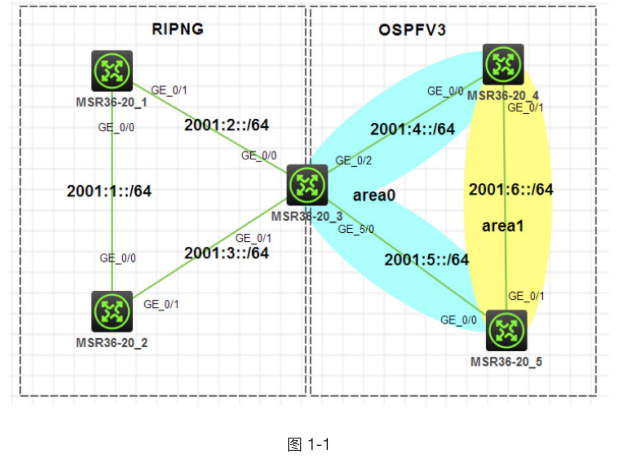 RIPNG
OSPFV3
MSR36-20_1
GE_0/1
GE_0/0
2001:2::/64
GE_0/0
2001:1::/64
GE_0/0
MSR36-20_2
GE_0/1
2001:3::/64
GE_0/1
MSR36-20_3
GE_0/2
GE_5/0
area0
2001:4::/64
GE_0/0
MSR36-20_4
GE_0/1
2001:6::/64
area1
2001:5::/64
GE_0/0
GE_0/1
MSR36-20_5
图 1-1